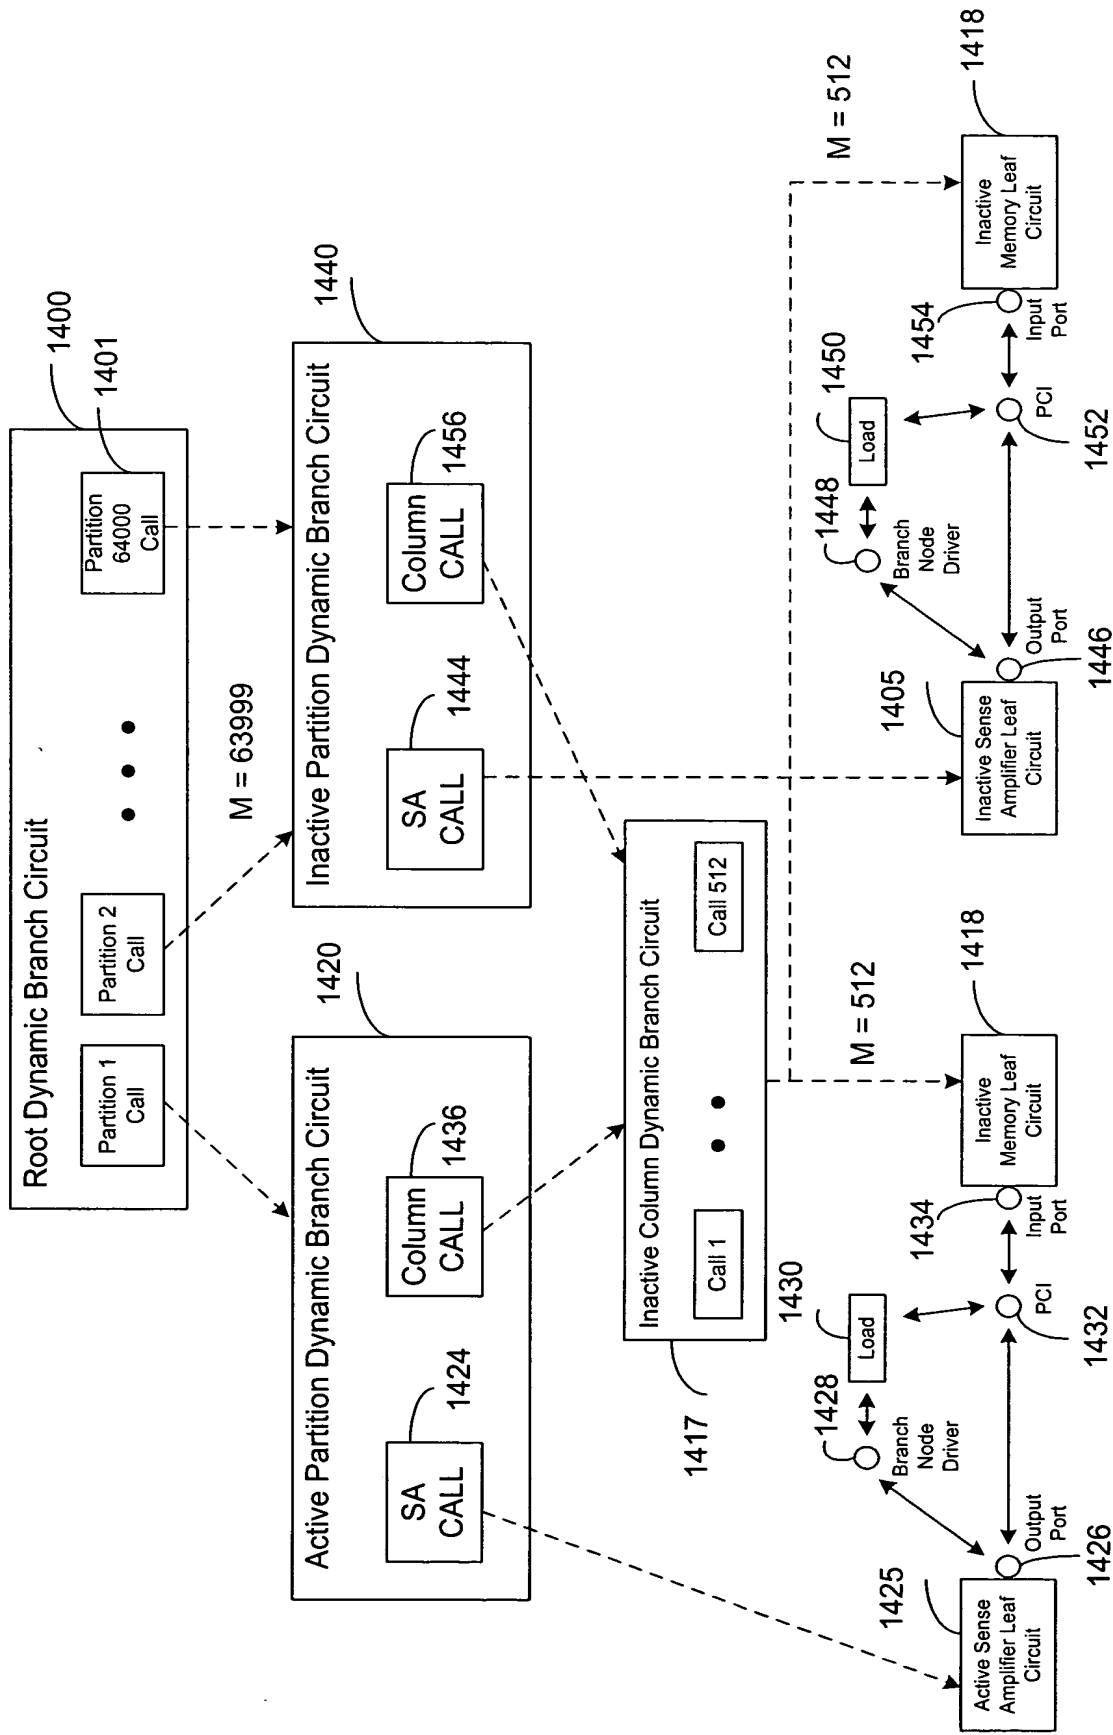 Root Dynamic Branch Circuit
1400
1401
Partition 1
Call
Partition 2
Call
Partition
64000
Call
M = 63999
Active Partition Dynamic Branch Circuit
1420
SA
CALL
1424
Column
CALL
1436
Inactive Partition Dynamic Branch Circuit
1440
SA
CALL
1444
Column
CALL
1456
Inactive Column Dynamic Branch Circuit
1417
Call 1
Call 512
M = 512
M = 512
1425
Active Sense
Amplifier Leaf
Circuit
1426
Output
Port
1428
Branch
Node
Driver
1430
Load
PCI
1432
1434
Input
Port
Inactive
Memory Leaf
Circuit
1418
1405
Inactive Sense
Amplifier Leaf
Circuit
1446
Output
Port
1448
Branch
Node
Driver
1450
Load
PCI
1452
1454
Input
Port
Inactive
Memory Leaf
Circuit
1418